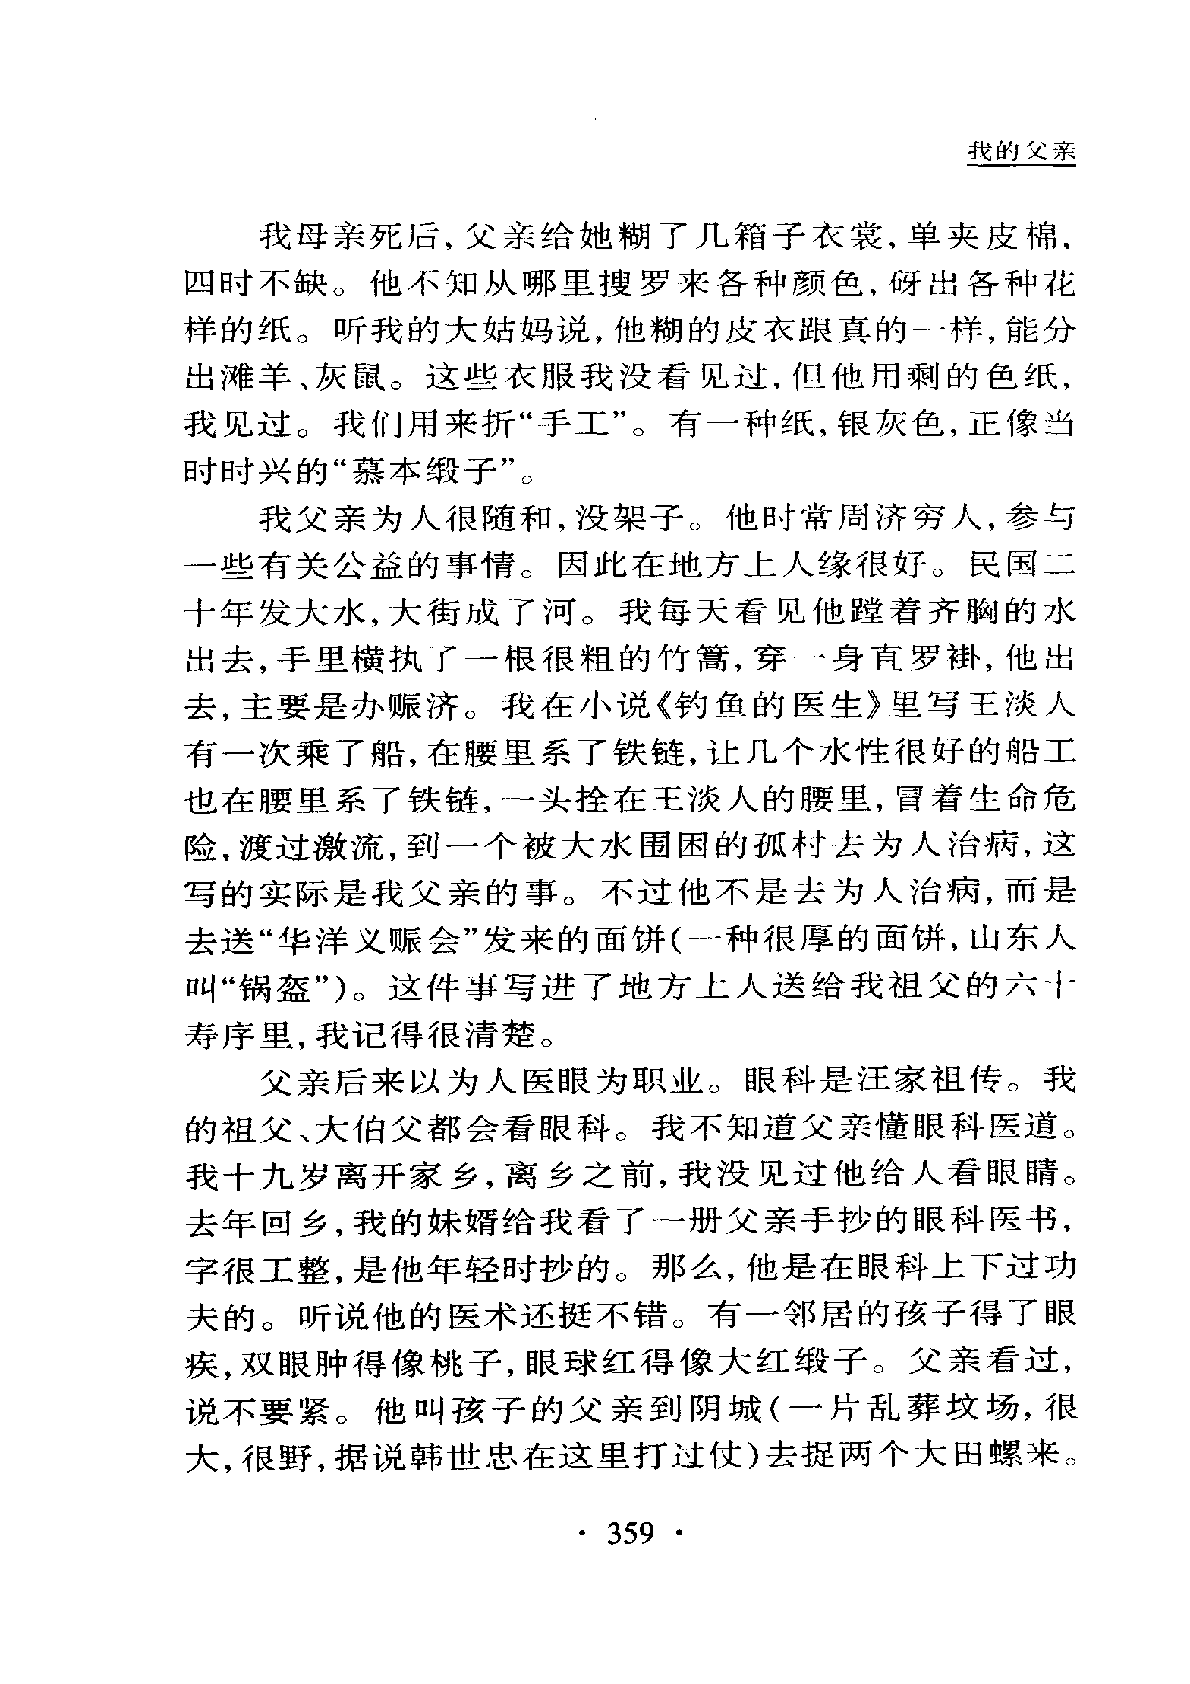 我的父亲
我母亲死后，父亲给她糊了几箱子衣裳，单夹皮棉，
四时不缺。他不知从哪里搜罗来各种颜色，砑出各种花
样的纸。听我的大姑妈说，他糊的皮衣跟真的一样，能分
出滩羊、灰鼠。这些衣服我没看见过，但他用剩的色纸，
我见过。我们用来折“手工”。有一种纸，银灰色，正像当
时时兴的“慕本缎子”。
我父亲为人很随和，没架子。他时常周济穷人，参与
一些有关公益的事情。因此在地方上人缘很好。民国二
十年发大水，大街成了河。我每天看见他蹚着齐胸的水
出去，手里横执了一根很粗的竹篙，穿一身直罗褂，他出
去，主要是办赈济。我在小说《钓鱼的医生》里写王淡人
有一次乘了船，在腰里系了铁链，让几个水性很好的船工
也在腰里系了铁链，一头拴在王淡人的腰里，冒着生命危
险，渡过激流，到一个被大水围困的孤村去为人治病，这
写的实际是我父亲的事。不过他不是去为人治病，而是
去送“华洋义赈会”发来的面饼(一种很厚的面饼，山东人
叫“锅盔”)。这件事写进了地方上人送给我祖父的六十
寿序里，我记得很清楚。
父亲后来以为人医眼为职业。眼科是汪家祖传。我
的祖父、大伯父都会看眼科。我不知道父亲懂眼科医道。
我十九岁离开家乡，离乡之前，我没见过他给人看眼睛。
去年回乡，我的妹婿给我看了一册父亲手抄的眼科医书，
字很工整，是他年轻时抄的。那么，他是在眼科上下过功
夫的。听说他的医术还挺不错。有一邻居的孩子得了眼
疾，双眼肿得像桃子，眼球红得像大红缎子。父亲看过，
说不要紧。他叫孩子的父亲到阴城(一片乱葬坟场，很
大，很野，据说韩世忠在这里打过仗)去捉两个大田螺来。
· 359 ·